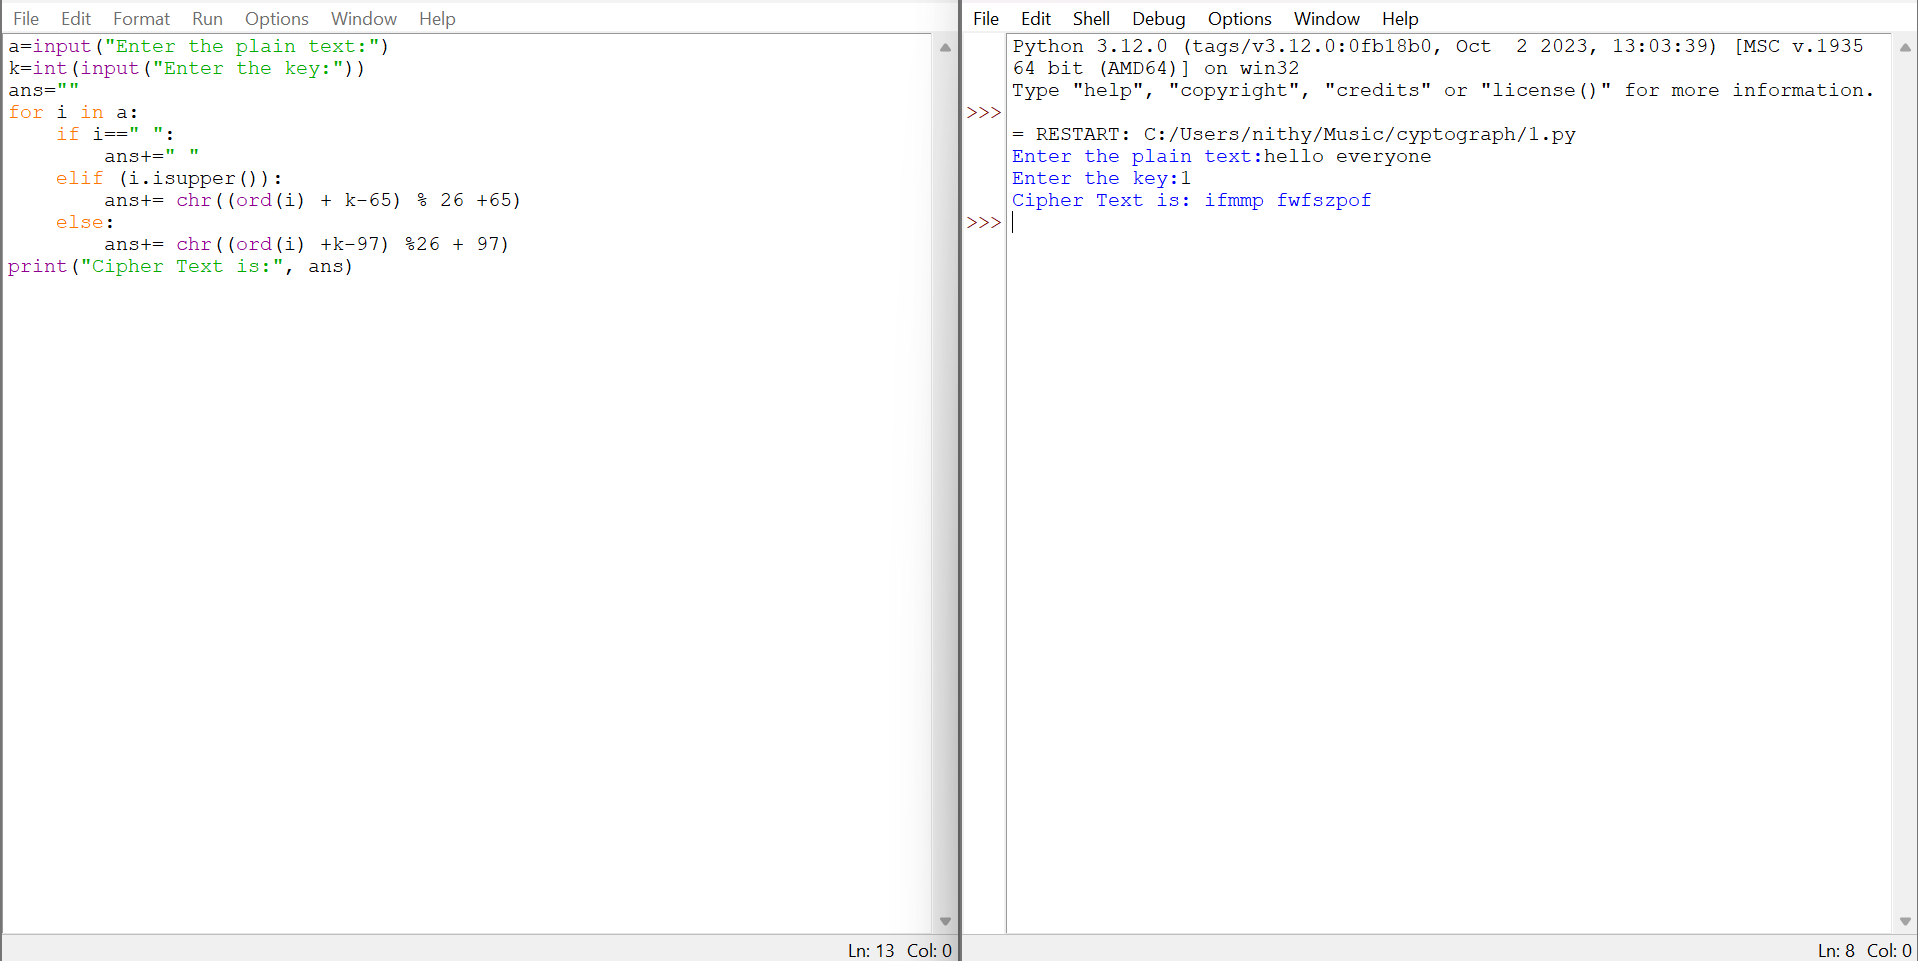 File Edit Format Run Options Window Help
a=input("Enter the plain text:")
k=int(input("Enter the key:"))
ans=""
for i in a:
    if i==" ":
        ans+=" "
    elif (i.isupper()):
        ans+= chr((ord(i) + k-65) % 26 +65)
    else:
        ans+= chr((ord(i) +k-97) %26 + 97)
print("Cipher Text is:", ans)
Ln: 13 Col: 0
File Edit Shell Debug Options Window Help
Python 3.12.0 (tags/v3.12.0:0fb18b0, Oct  2 2023, 13:03:39) [MSC v.1935
64 bit (AMD64)] on win32
Type "help", "copyright", "credits" or "license()" for more information.
>>>
= RESTART: C:/Users/nithy/Music/cyptograph/1.py
Enter the plain text:hello everyone
Enter the key:1
Cipher Text is: ifmmp fwfszpof
>>>
Ln: 8 Col: 0